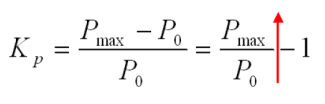 K_p = (P_max − P_0) / P_0 = P_max / P_0 − 1